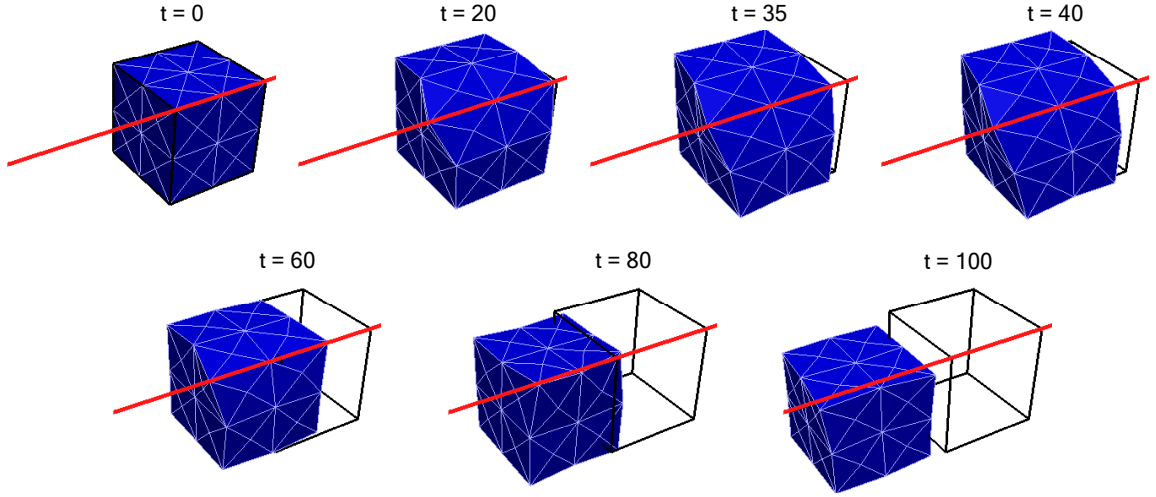 t = 0
t = 20
t = 35
t = 40
t = 60
t = 80
t = 100